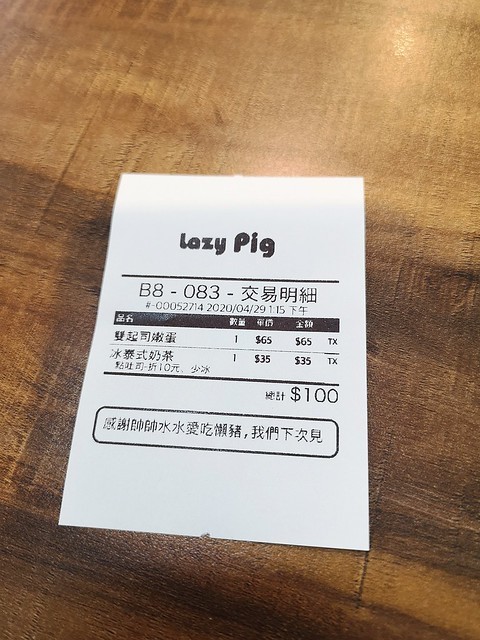 Lazy Pig
B8 - 083 - 交易明細
#-00052714 2020/04/29 1:15 下午
品名 數量 單價 金額
雙起司嫩蛋 1 $65 $65 TX
冰泰式奶茶 1 $35 $35 TX
點吐司-折10元、少冰
總計 $100
感謝帥帥水水愛吃懶豬,我們下次見